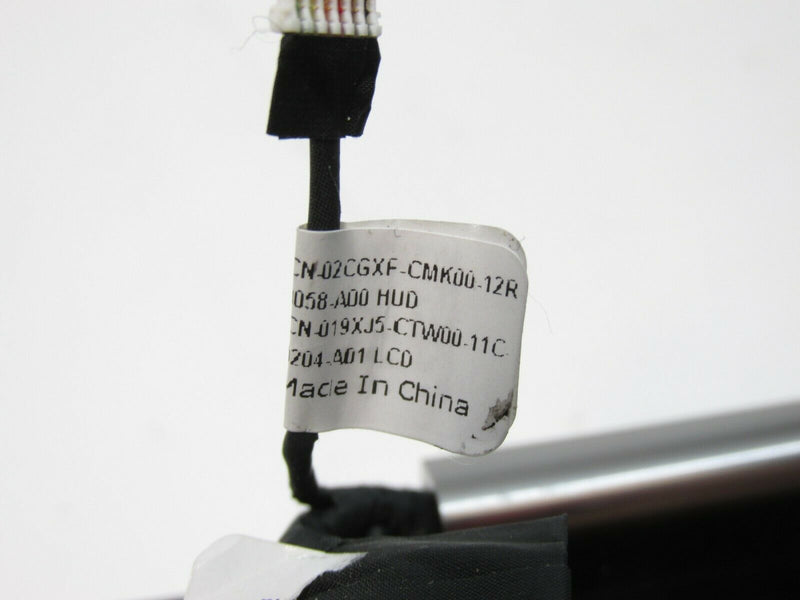 CN-02CGXF-CMK00-12R
058-A00 HUD
CN-019XJ5-CTW00-11C-
204-A01 LCD
Made In China